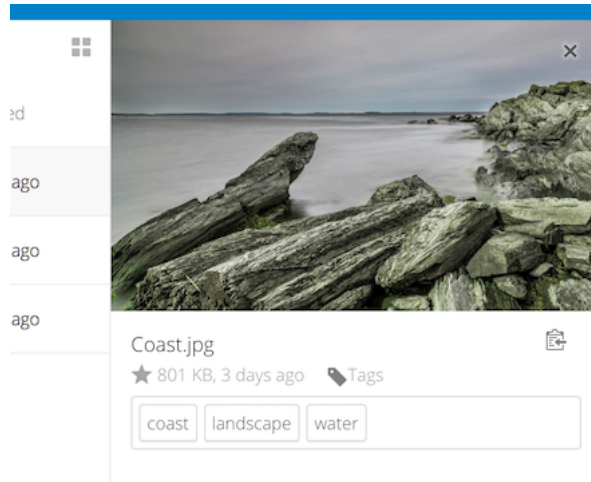 ed
ago
ago
ago
Coast.jpg
801 KB, 3 days ago Tags
coast landscape water